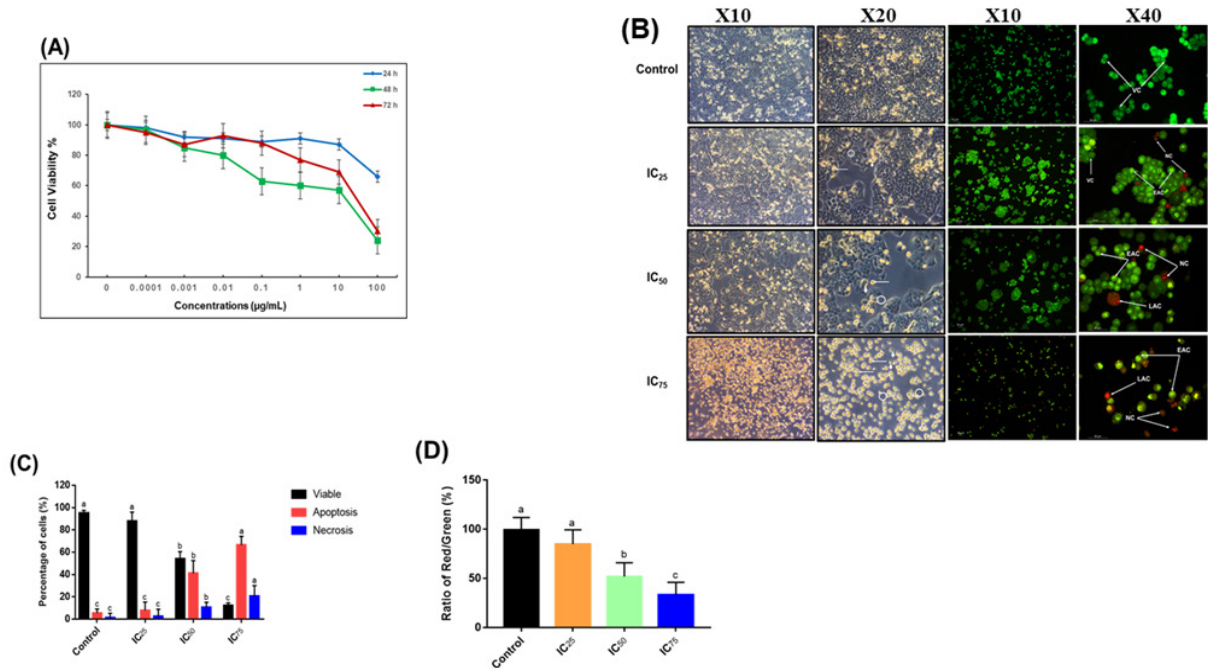 (A)
24 h
48 h
72 h
120
100
80
60
40
20
0
Cell Viability %
0 0.0001 0.001 0.01 0.1 1 10 100
Concentrations (µg/mL)
(B)
X10 X20 X10 X40
Control
VC
IC25
VC
NC
EAC
IC50
EAC
NC
LAC
IC75
EAC
LAC
NC
(C)
120
100
80
60
40
20
0
Percentage of cells (%)
Viable
Apoptosis
Necrosis
a c c
a c c
b b b
c a a
Control IC25 IC50 IC75
(D)
150
100
50
0
Ratio of Red/Green (%)
a a b c
Control IC25 IC50 IC75